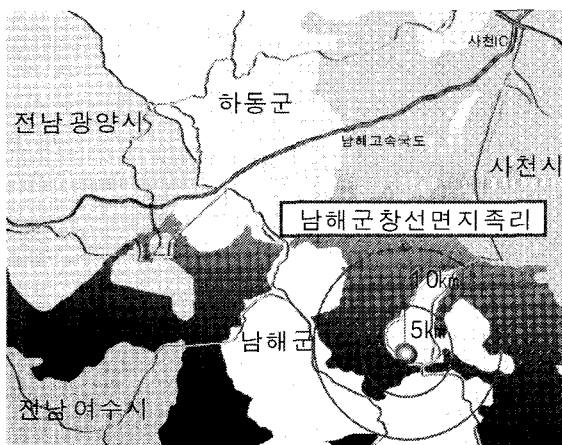 사천IC
하동군
전남 광양시
남해고속국도
사천시
남해군창선면지족리
10km
5km
남해군
전남 여수시